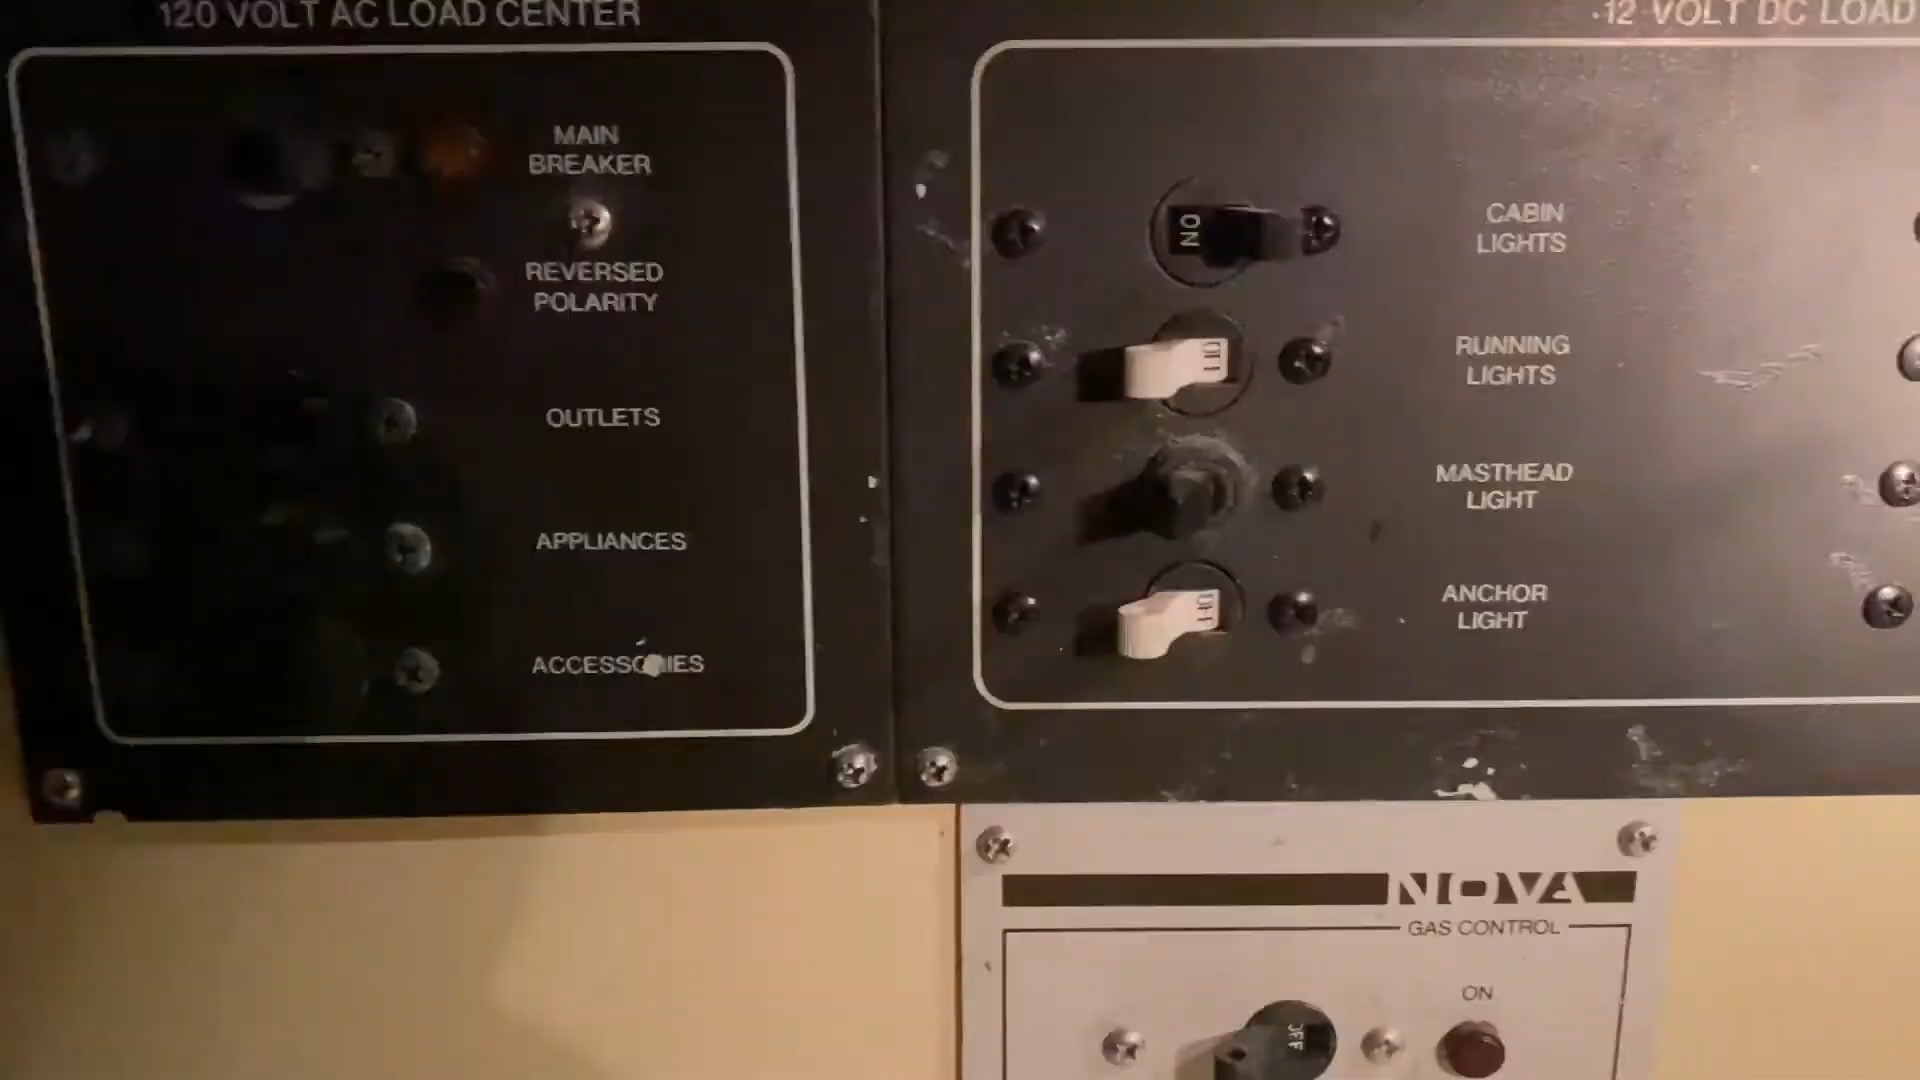 120 VOLT AC LOAD CENTER
MAIN
BREAKER
REVERSED
POLARITY
OUTLETS
APPLIANCES
ACCESSORIES
12 VOLT DC LOAD
ON
CABIN
LIGHTS
OFF
RUNNING
LIGHTS
MASTHEAD
LIGHT
OFF
ANCHOR
LIGHT
NOVA
GAS CONTROL
ON
OFF